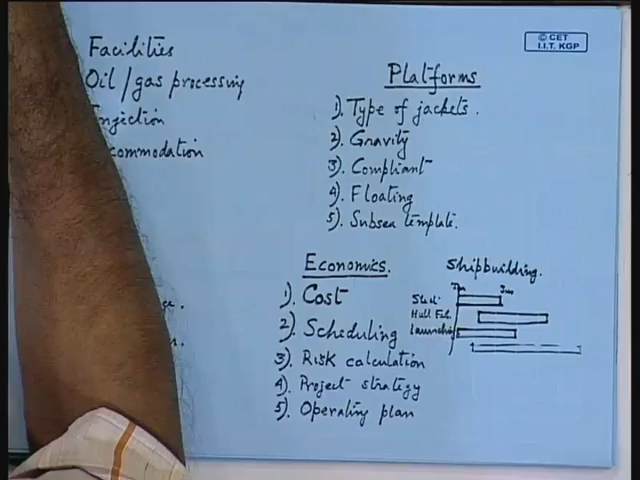 © CET
I.I.T. KGP
Facilities
Oil/gas processing
Injection
commodation
Platforms
1). Type of jackets.
2). Gravity
3). Compliant
4). Floating
5). Subsea template.
Economics.
1). Cost
2). Scheduling
3). Risk calculation
4). Project strategy
5). Operating plan
Shipbuilding.
Hull Fab.
Launching